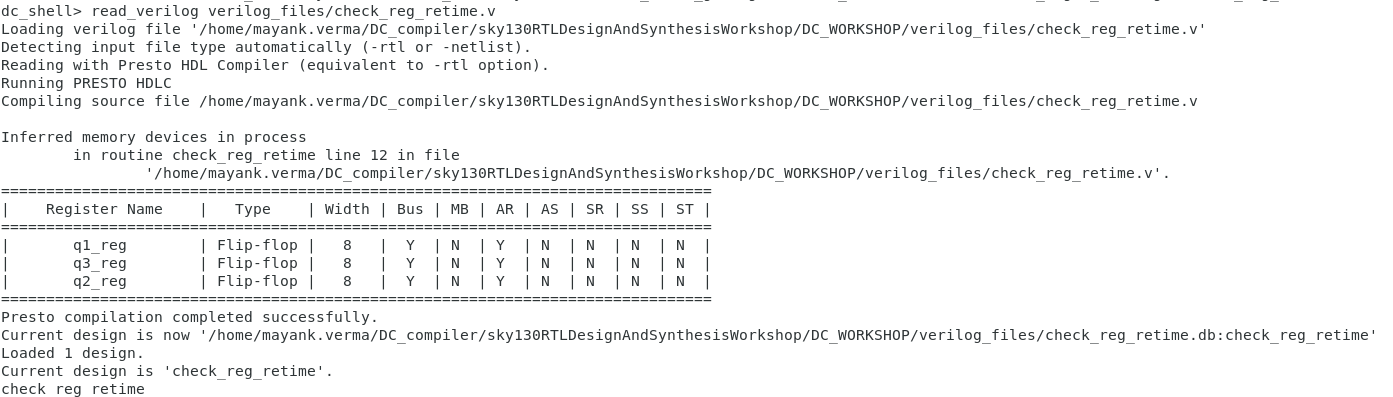 dc_shell> read_verilog verilog_files/check_reg_retime.v
Loading verilog file '/home/mayank.verma/DC_compiler/sky130RTLDesignAndSynthesisWorkshop/DC_WORKSHOP/verilog_files/check_reg_retime.v'
Detecting input file type automatically (-rtl or -netlist).
Reading with Presto HDL Compiler (equivalent to -rtl option).
Running PRESTO HDLC
Compiling source file /home/mayank.verma/DC_compiler/sky130RTLDesignAndSynthesisWorkshop/DC_WORKSHOP/verilog_files/check_reg_retime.v
Inferred memory devices in process
        in routine check_reg_retime line 12 in file
                '/home/mayank.verma/DC_compiler/sky130RTLDesignAndSynthesisWorkshop/DC_WORKSHOP/verilog_files/check_reg_retime.v'.
===============================================================================
|    Register Name    |   Type    | Width | Bus | MB | AR | AS | SR | SS | ST |
===============================================================================
|       q1_reg        | Flip-flop |   8   |  Y  | N  | Y  | N  | N  | N  | N  |
|       q3_reg        | Flip-flop |   8   |  Y  | N  | Y  | N  | N  | N  | N  |
|       q2_reg        | Flip-flop |   8   |  Y  | N  | Y  | N  | N  | N  | N  |
===============================================================================
Presto compilation completed successfully.
Current design is now '/home/mayank.verma/DC_compiler/sky130RTLDesignAndSynthesisWorkshop/DC_WORKSHOP/verilog_files/check_reg_retime.db:check_reg_retime'
Loaded 1 design.
Current design is 'check_reg_retime'.
check reg retime